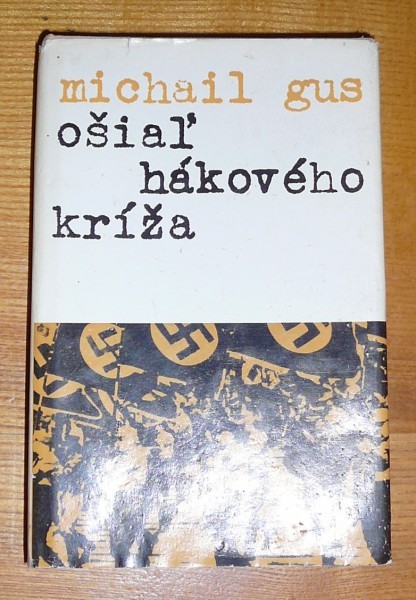 michail gus
ošiaľ
hákového
kríža